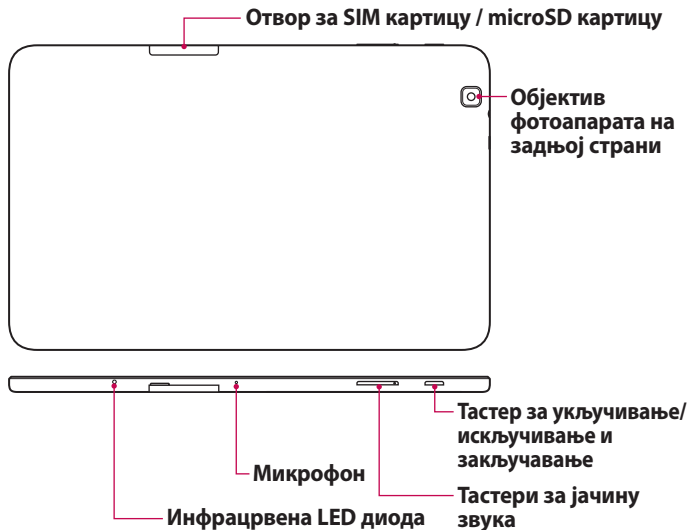 Отвор за SIM картицу / microSD картицу
Објектив
фотоапарата на
задњој страни
Тастер за укључивање/
искључивање и
закључавање
Микрофон
Тастери за јачину
звука
Инфрацрвена LED диода